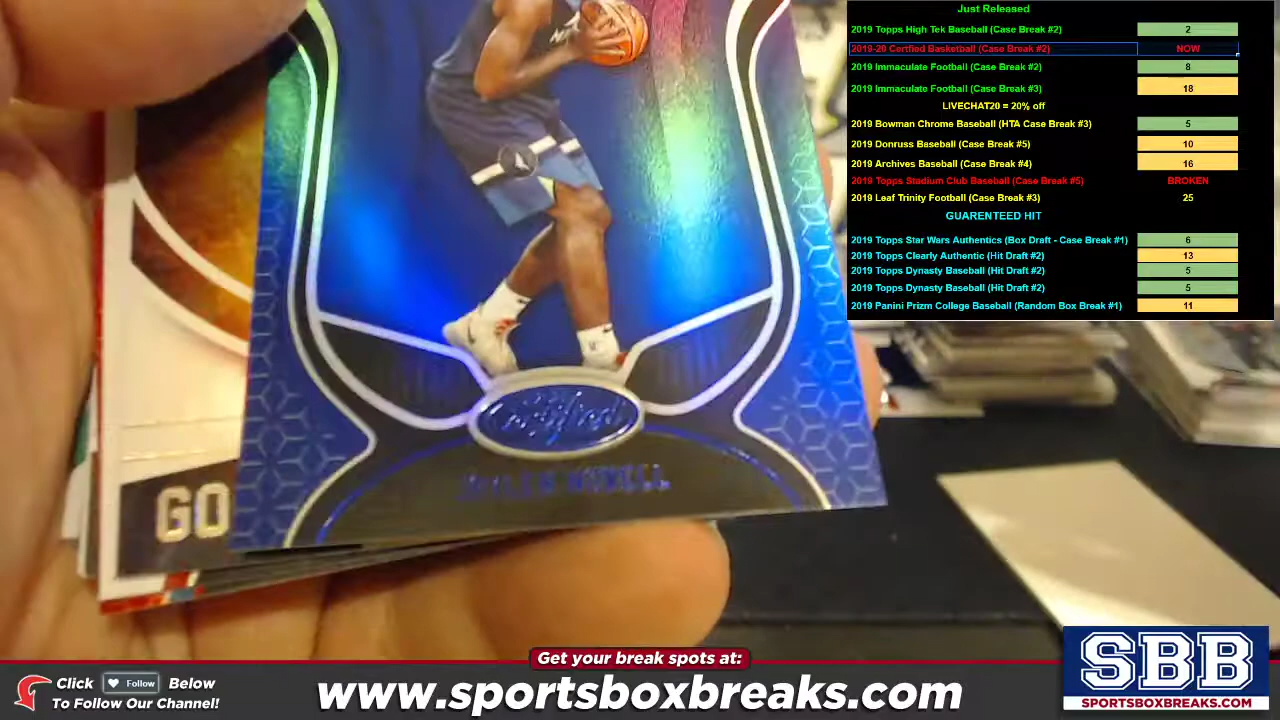 Just Released
2019 Topps High Tek Baseball (Case Break #2) 2
2019-20 Certfied Basketball (Case Break #2) NOW
2019 Immaculate Football (Case Break #2) 8
2019 Immaculate Football (Case Break #3) 18
LIVECHAT20 = 20% off
2019 Bowman Chrome Baseball (HTA Case Break #3) 5
2019 Donruss Baseball (Case Break #5) 10
2019 Archives Baseball (Case Break #4) 16
2019 Topps Stadium Club Baseball (Case Break #5) BROKEN
2019 Leaf Trinity Football (Case Break #3) 25
GUARENTEED HIT
2019 Topps Star Wars Authentics (Box Draft - Case Break #1) 6
2019 Topps Clearly Authentic (Hit Draft #2) 13
2019 Topps Dynasty Baseball (Hit Draft #2) 5
2019 Topps Dynasty Baseball (Hit Draft #2) 5
2019 Panini Prizm College Baseball (Random Box Break #1) 11
Certified
GO
Get your break spots at:
Click Follow Below
To Follow Our Channel!
www.sportsboxbreaks.com
SBB
SPORTSBOXBREAKS.COM